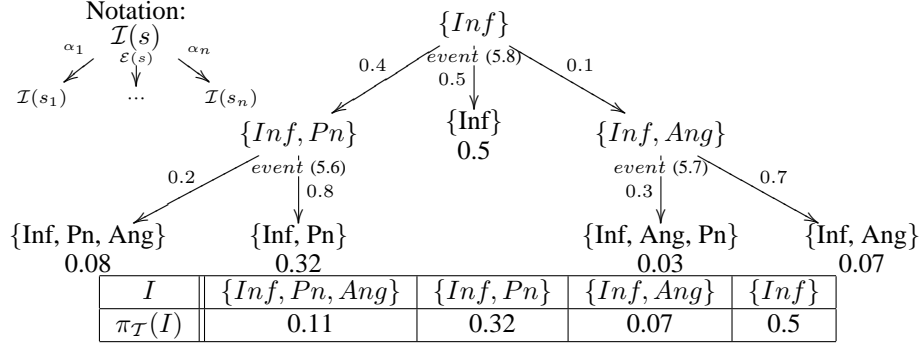 Notation:
I(s)
α₁ E(s) αₙ
I(s₁) ... I(sₙ)
{Inf}
0.4 event (5.8) 0.1
0.5
{Inf, Pn} {Inf} {Inf, Ang}
0.5
0.2 event (5.6) 0.8
event (5.7) 0.7
0.3
{Inf, Pn, Ang} {Inf, Pn} {Inf, Ang, Pn} {Inf, Ang}
0.08 0.32 0.03 0.07
I {Inf, Pn, Ang} {Inf, Pn} {Inf, Ang} {Inf}
π_T(I) 0.11 0.32 0.07 0.5